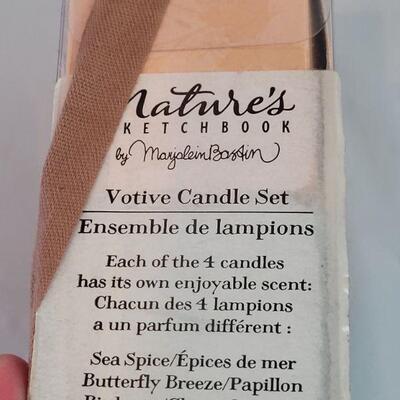 Nature's
KETCHBOOK
by Marjolein Bastin
Votive Candle Set
Ensemble de lampions
Each of the 4 candles
has its own enjoyable scent:
Chacun des 4 lampions
a un parfum différent :
Sea Spice/Épices de mer
Butterfly Breeze/Papillon